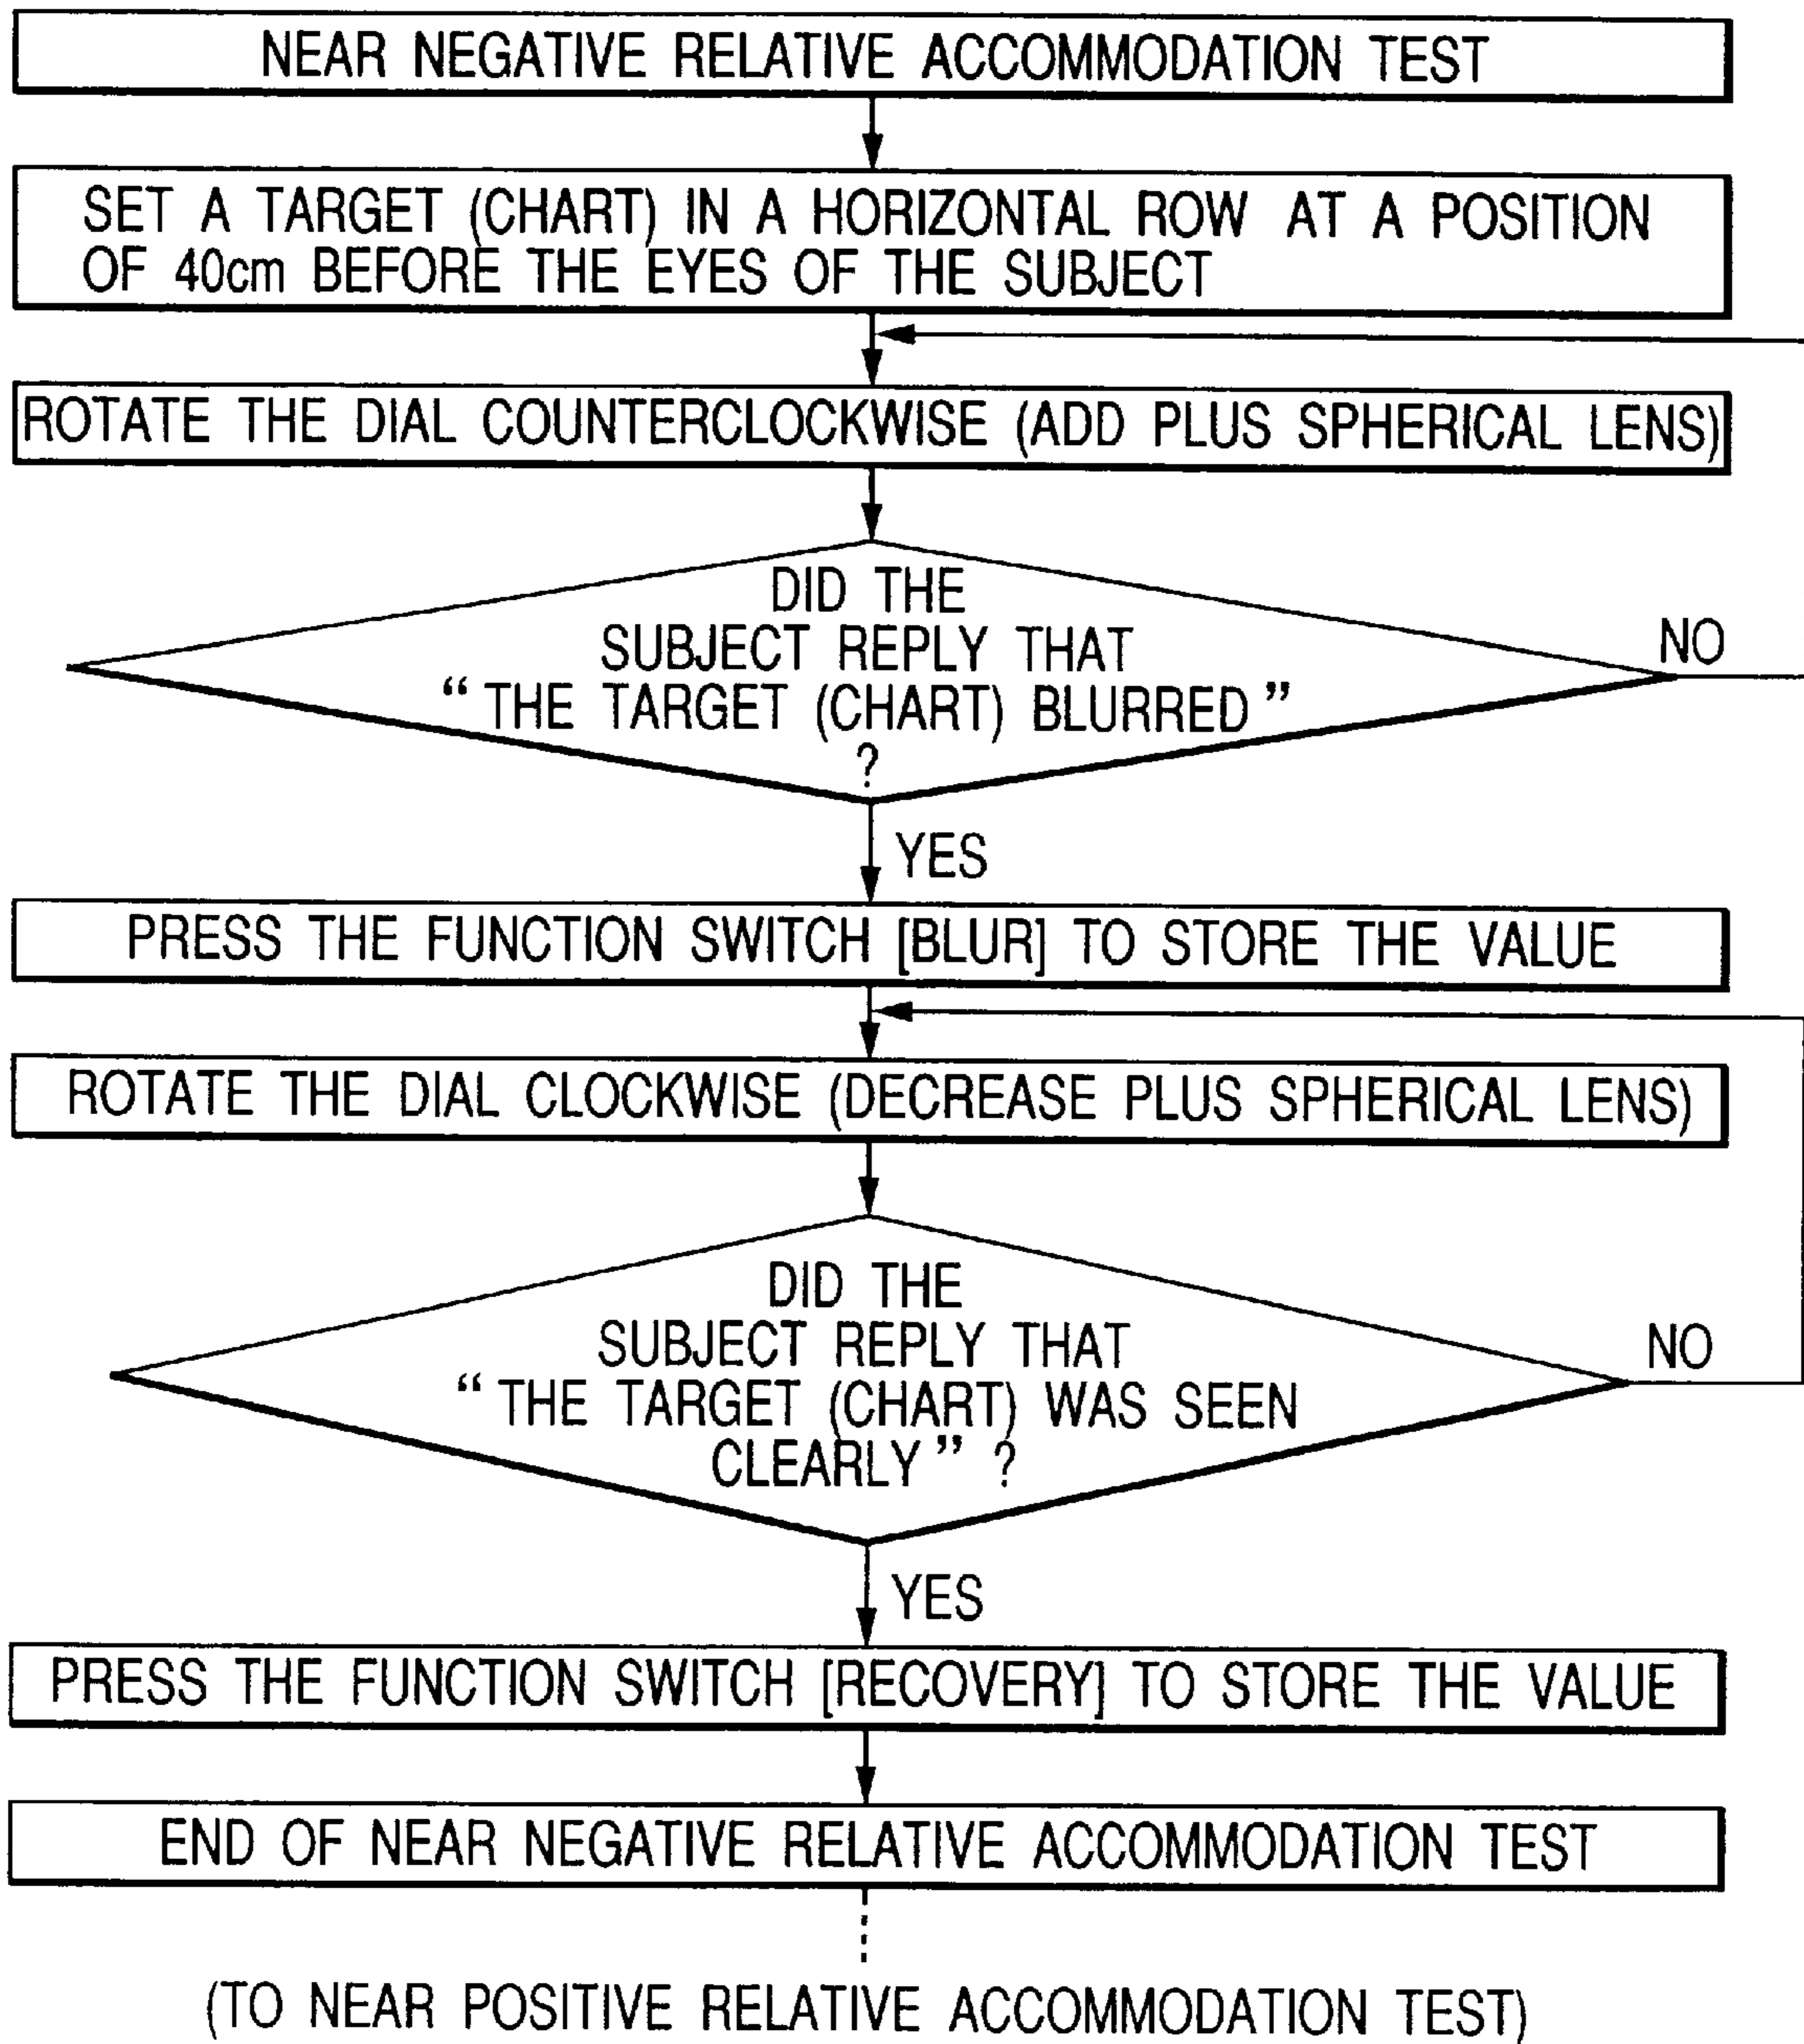 NEAR NEGATIVE RELATIVE ACCOMMODATION TEST
SET A TARGET (CHART) IN A HORIZONTAL ROW AT A POSITION
OF 40cm BEFORE THE EYES OF THE SUBJECT
ROTATE THE DIAL COUNTERCLOCKWISE (ADD PLUS SPHERICAL LENS)
DID THE
SUBJECT REPLY THAT
“ THE TARGET (CHART) BLURRED ”
?
NO
YES
PRESS THE FUNCTION SWITCH [BLUR] TO STORE THE VALUE
ROTATE THE DIAL CLOCKWISE (DECREASE PLUS SPHERICAL LENS)
DID THE
SUBJECT REPLY THAT
“ THE TARGET (CHART) WAS SEEN
CLEARLY ” ?
NO
YES
PRESS THE FUNCTION SWITCH [RECOVERY] TO STORE THE VALUE
END OF NEAR NEGATIVE RELATIVE ACCOMMODATION TEST
(TO NEAR POSITIVE RELATIVE ACCOMMODATION TEST)